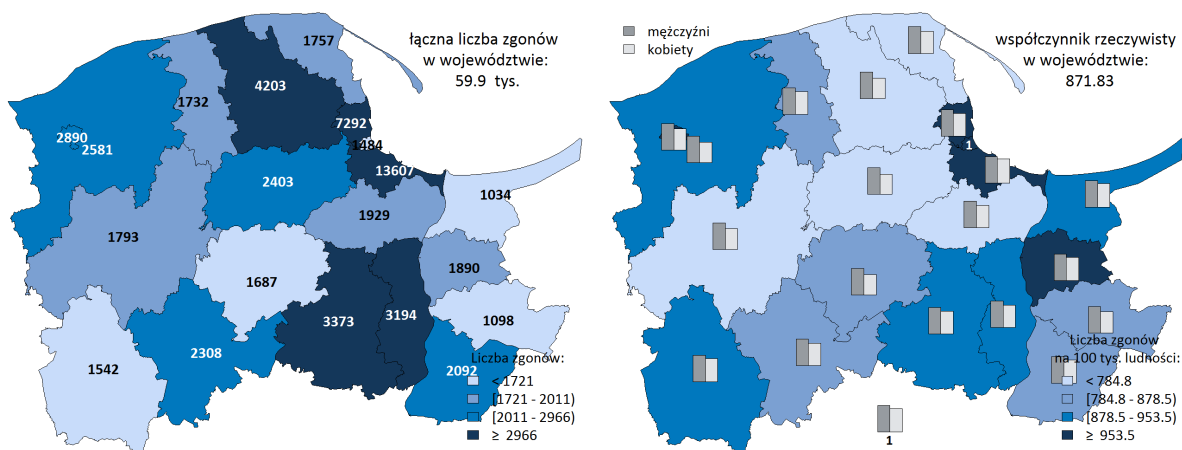 łączna liczba zgonów
w województwie:
59.9 tys.
1757
4203
1732
7292
2890
2581
1484
13607
2403
1034
1929
1793
1890
1687
3373
3194
1098
2308
1542
2092
Liczba zgonów:
< 1721
[1721 - 2011)
[2011 - 2966)
≥ 2966
mężczyźni
kobiety
współczynnik rzeczywisty
w województwie:
871.83
1
Liczba zgonów
na 100 tys. ludności:
< 784.8
[784.8 - 878.5)
[878.5 - 953.5)
≥ 953.5
1